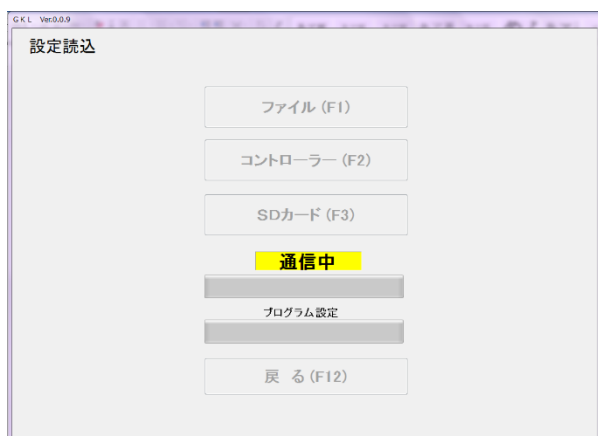 GKL Ver.0.0.9
設定読込
ファイル (F1)
コントローラー (F2)
SDカード (F3)
通信中
プログラム設定
戻 る (F12)